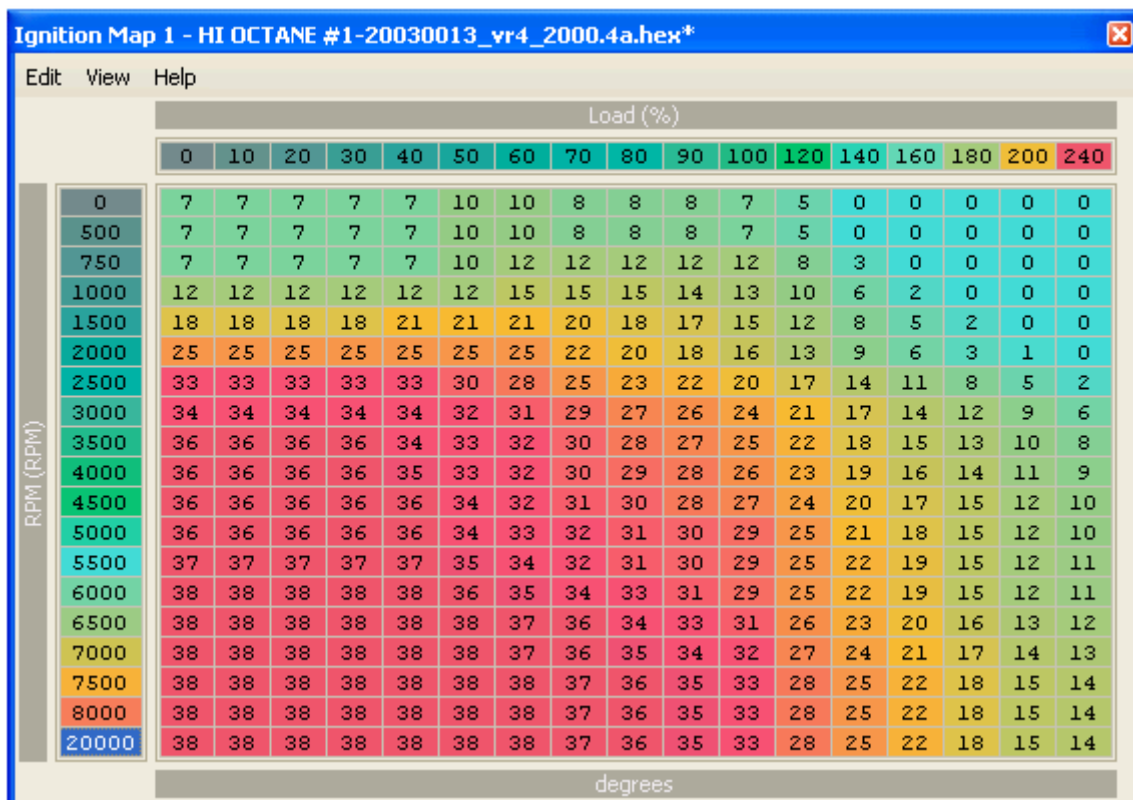 Ignition Map 1 - HI OCTANE #1-20030013_vr4_2000.4a.hex*
Edit View Help
Load (%)
0 10 20 30 40 50 60 70 80 90 100 120 140 160 180 200 240
RPM (RPM)
0 7 7 7 7 7 10 10 8 8 8 7 5 0 0 0 0 0
500 7 7 7 7 7 10 10 8 8 8 7 5 0 0 0 0 0
750 7 7 7 7 7 10 12 12 12 12 12 8 3 0 0 0 0
1000 12 12 12 12 12 12 15 15 15 14 13 10 6 2 0 0 0
1500 18 18 18 18 21 21 21 20 18 17 15 12 8 5 2 0 0
2000 25 25 25 25 25 25 25 22 20 18 16 13 9 6 3 1 0
2500 33 33 33 33 33 30 28 25 23 22 20 17 14 11 8 5 2
3000 34 34 34 34 34 32 31 29 27 26 24 21 17 14 12 9 6
3500 36 36 36 36 34 33 32 30 28 27 25 22 18 15 13 10 8
4000 36 36 36 36 35 33 32 30 29 28 26 23 19 16 14 11 9
4500 36 36 36 36 36 34 32 31 30 28 27 24 20 17 15 12 10
5000 36 36 36 36 36 34 33 32 31 30 29 25 21 18 15 12 10
5500 37 37 37 37 37 35 34 32 31 30 29 25 22 19 15 12 11
6000 38 38 38 38 38 36 35 34 33 31 29 25 22 19 15 12 11
6500 38 38 38 38 38 38 37 36 34 33 31 26 23 20 16 13 12
7000 38 38 38 38 38 38 37 36 35 34 32 27 24 21 17 14 13
7500 38 38 38 38 38 38 38 37 36 35 33 28 25 22 18 15 14
8000 38 38 38 38 38 38 38 37 36 35 33 28 25 22 18 15 14
20000 38 38 38 38 38 38 38 37 36 35 33 28 25 22 18 15 14
degrees